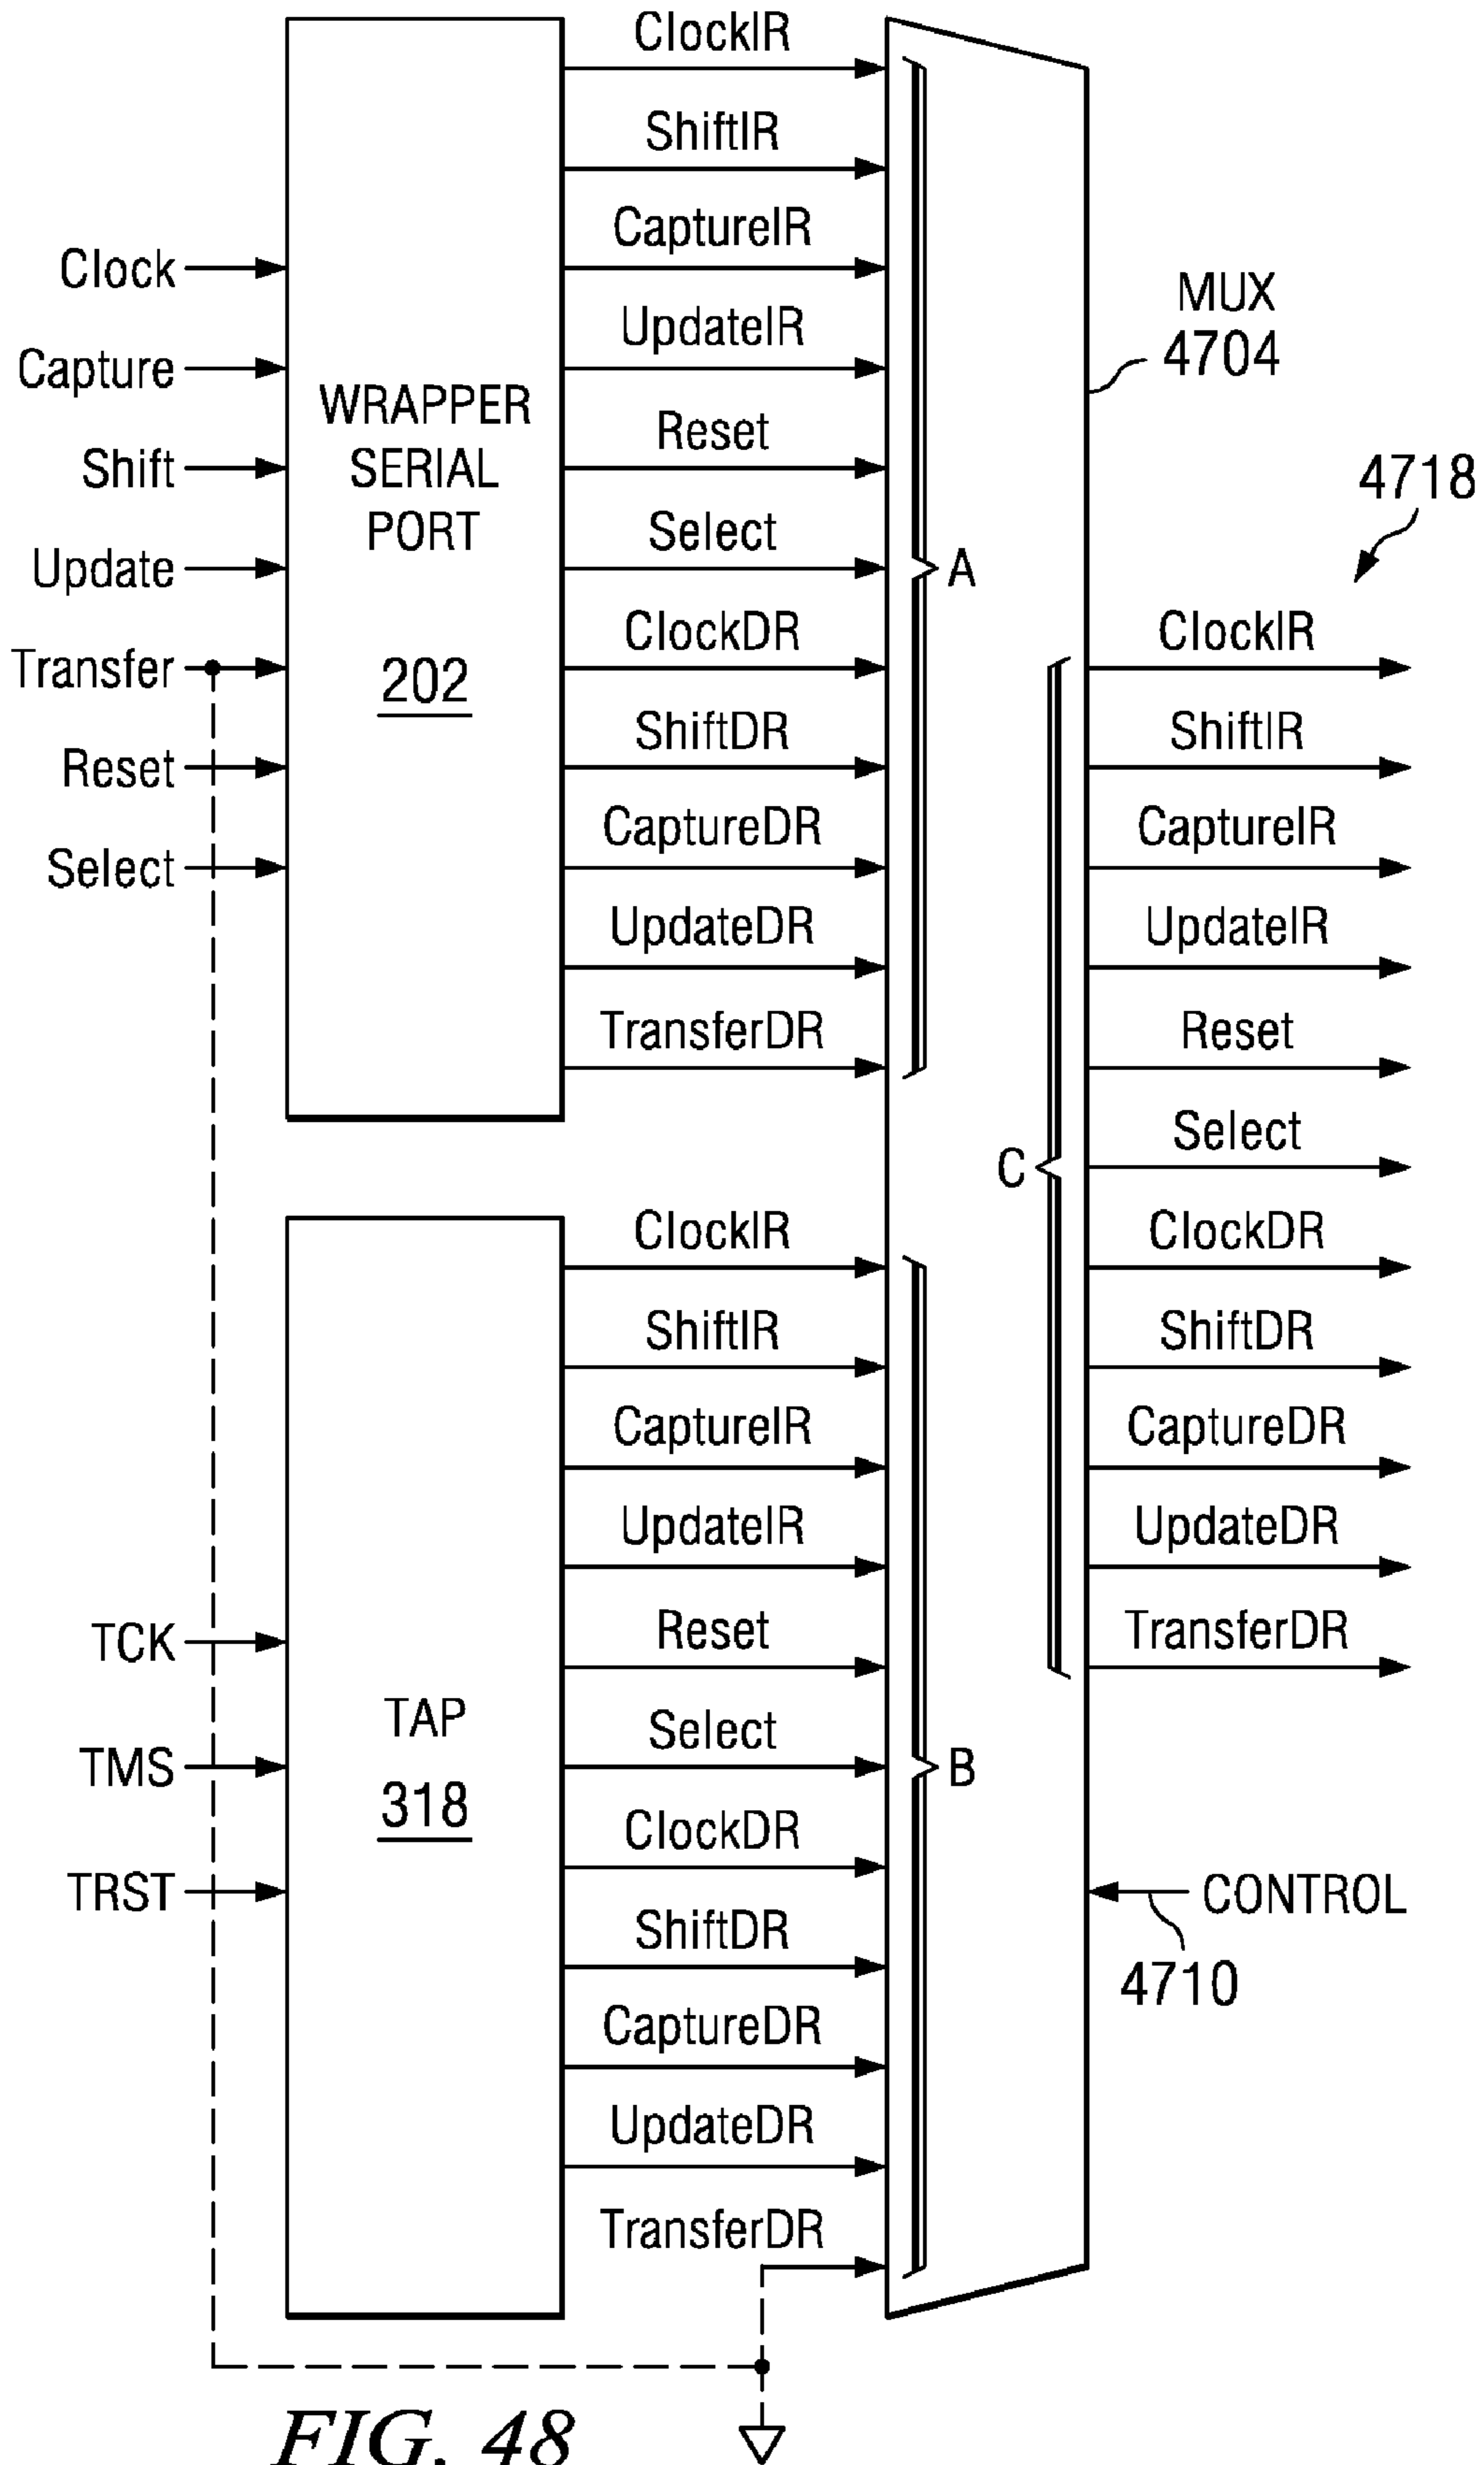 Clock
Capture
Shift
Update
Transfer
Reset
Select
WRAPPER
SERIAL
PORT
202
ClockIR
ShiftIR
CaptureIR
UpdateIR
Reset
Select
ClockDR
ShiftDR
CaptureDR
UpdateDR
TransferDR
A
MUX
4704
4718
C
ClockIR
ShiftIR
CaptureIR
UpdateIR
Reset
Select
ClockDR
ShiftDR
CaptureDR
UpdateDR
TransferDR
TCK
TMS
TRST
TAP
318
ClockIR
ShiftIR
CaptureIR
UpdateIR
Reset
Select
ClockDR
ShiftDR
CaptureDR
UpdateDR
TransferDR
B
CONTROL
4710
FIG. 48